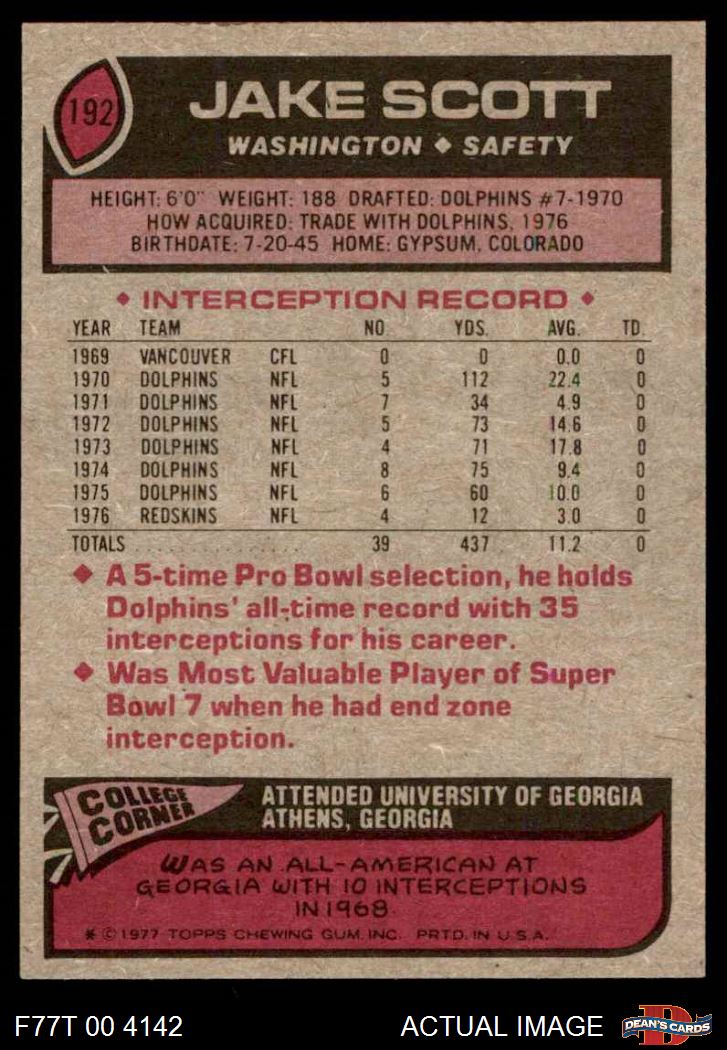 192
JAKE SCOTT
WASHINGTON ◆ SAFETY
HEIGHT: 6'0" WEIGHT: 188 DRAFTED: DOLPHINS #7-1970
HOW ACQUIRED: TRADE WITH DOLPHINS, 1976
BIRTHDATE: 7-20-45 HOME: GYPSUM, COLORADO
◆ INTERCEPTION RECORD ◆
YEAR TEAM NO. YDS. AVG. TD.
1969 VANCOUVER CFL 0 0 0.0 0
1970 DOLPHINS NFL 5 112 22.4 0
1971 DOLPHINS NFL 7 34 4.9 0
1972 DOLPHINS NFL 5 73 14.6 0
1973 DOLPHINS NFL 4 71 17.8 0
1974 DOLPHINS NFL 8 75 9.4 0
1975 DOLPHINS NFL 6 60 10.0 0
1976 REDSKINS NFL 4 12 3.0 0
TOTALS . . . . . . . . . . . . . . . . 39 437 11.2 0
◆ A 5-time Pro Bowl selection, he holds
Dolphins' all-time record with 35
interceptions for his career.
◆ Was Most Valuable Player of Super
Bowl 7 when he had end zone
interception.
COLLEGE
CORNER
ATTENDED UNIVERSITY OF GEORGIA
ATHENS, GEORGIA
WAS AN ALL-AMERICAN AT
GEORGIA WITH 10 INTERCEPTIONS
IN 1968.
* © 1977 TOPPS CHEWING GUM, INC. PRTD. IN U.S.A.
F77T 00 4142 ACTUAL IMAGE
D
DEAN'S CARDS